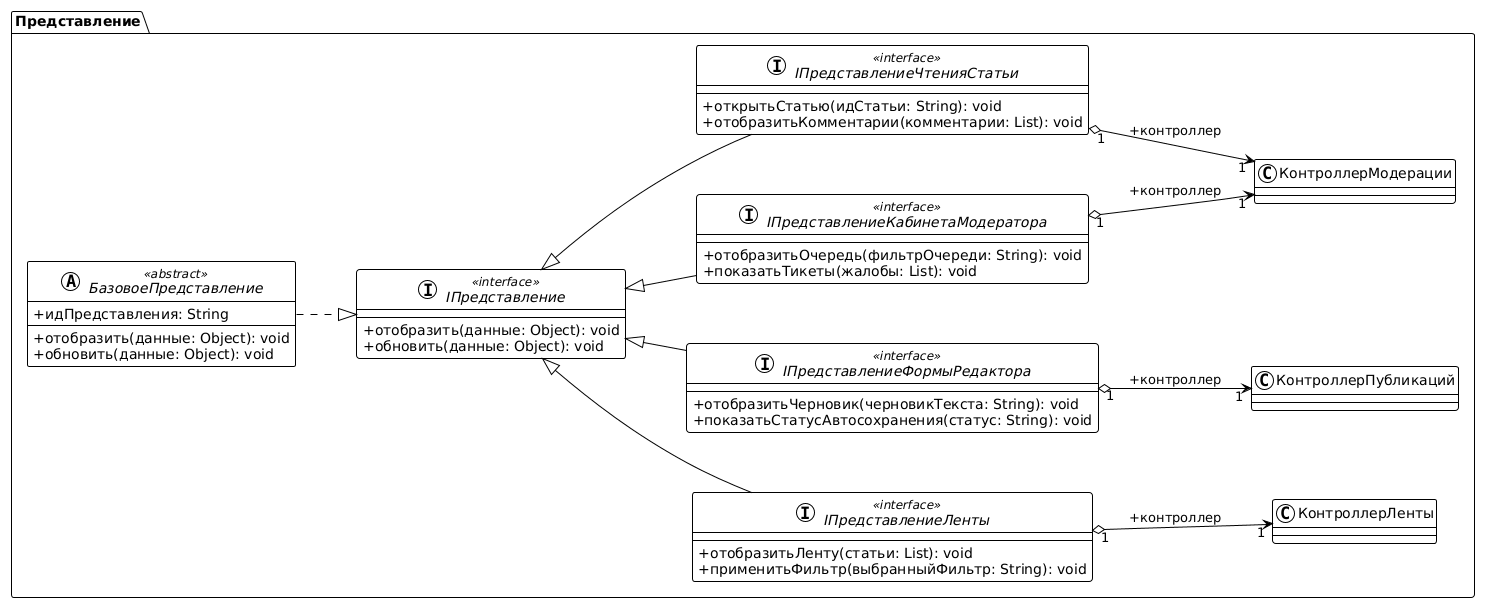 Представление
«interface»
IПредставлениеЧтенияСтатьи
+открытьСтатью(идСтатьи: String): void
+отобразитьКомментарии(комментарии: List): void
+контроллер
1
1
КонтроллерМодерации
«interface»
IПредставлениеКабинетаМодератора
+отобразитьОчередь(фильтрОчереди: String): void
+показатьТикеты(жалобы: List): void
+контроллер
1
1
«abstract»
БазовоеПредставление
+идПредставления: String
+отобразить(данные: Object): void
+обновить(данные: Object): void
«interface»
IПредставление
+отобразить(данные: Object): void
+обновить(данные: Object): void
«interface»
IПредставлениеФормыРедактора
+отобразитьЧерновик(черновикТекста: String): void
+показатьСтатусАвтосохранения(статус: String): void
+контроллер
1
1
КонтроллерПубликаций
«interface»
IПредставлениеЛенты
+отобразитьЛенту(статьи: List): void
+применитьФильтр(выбранныйФильтр: String): void
+контроллер
1
1
КонтроллерЛенты